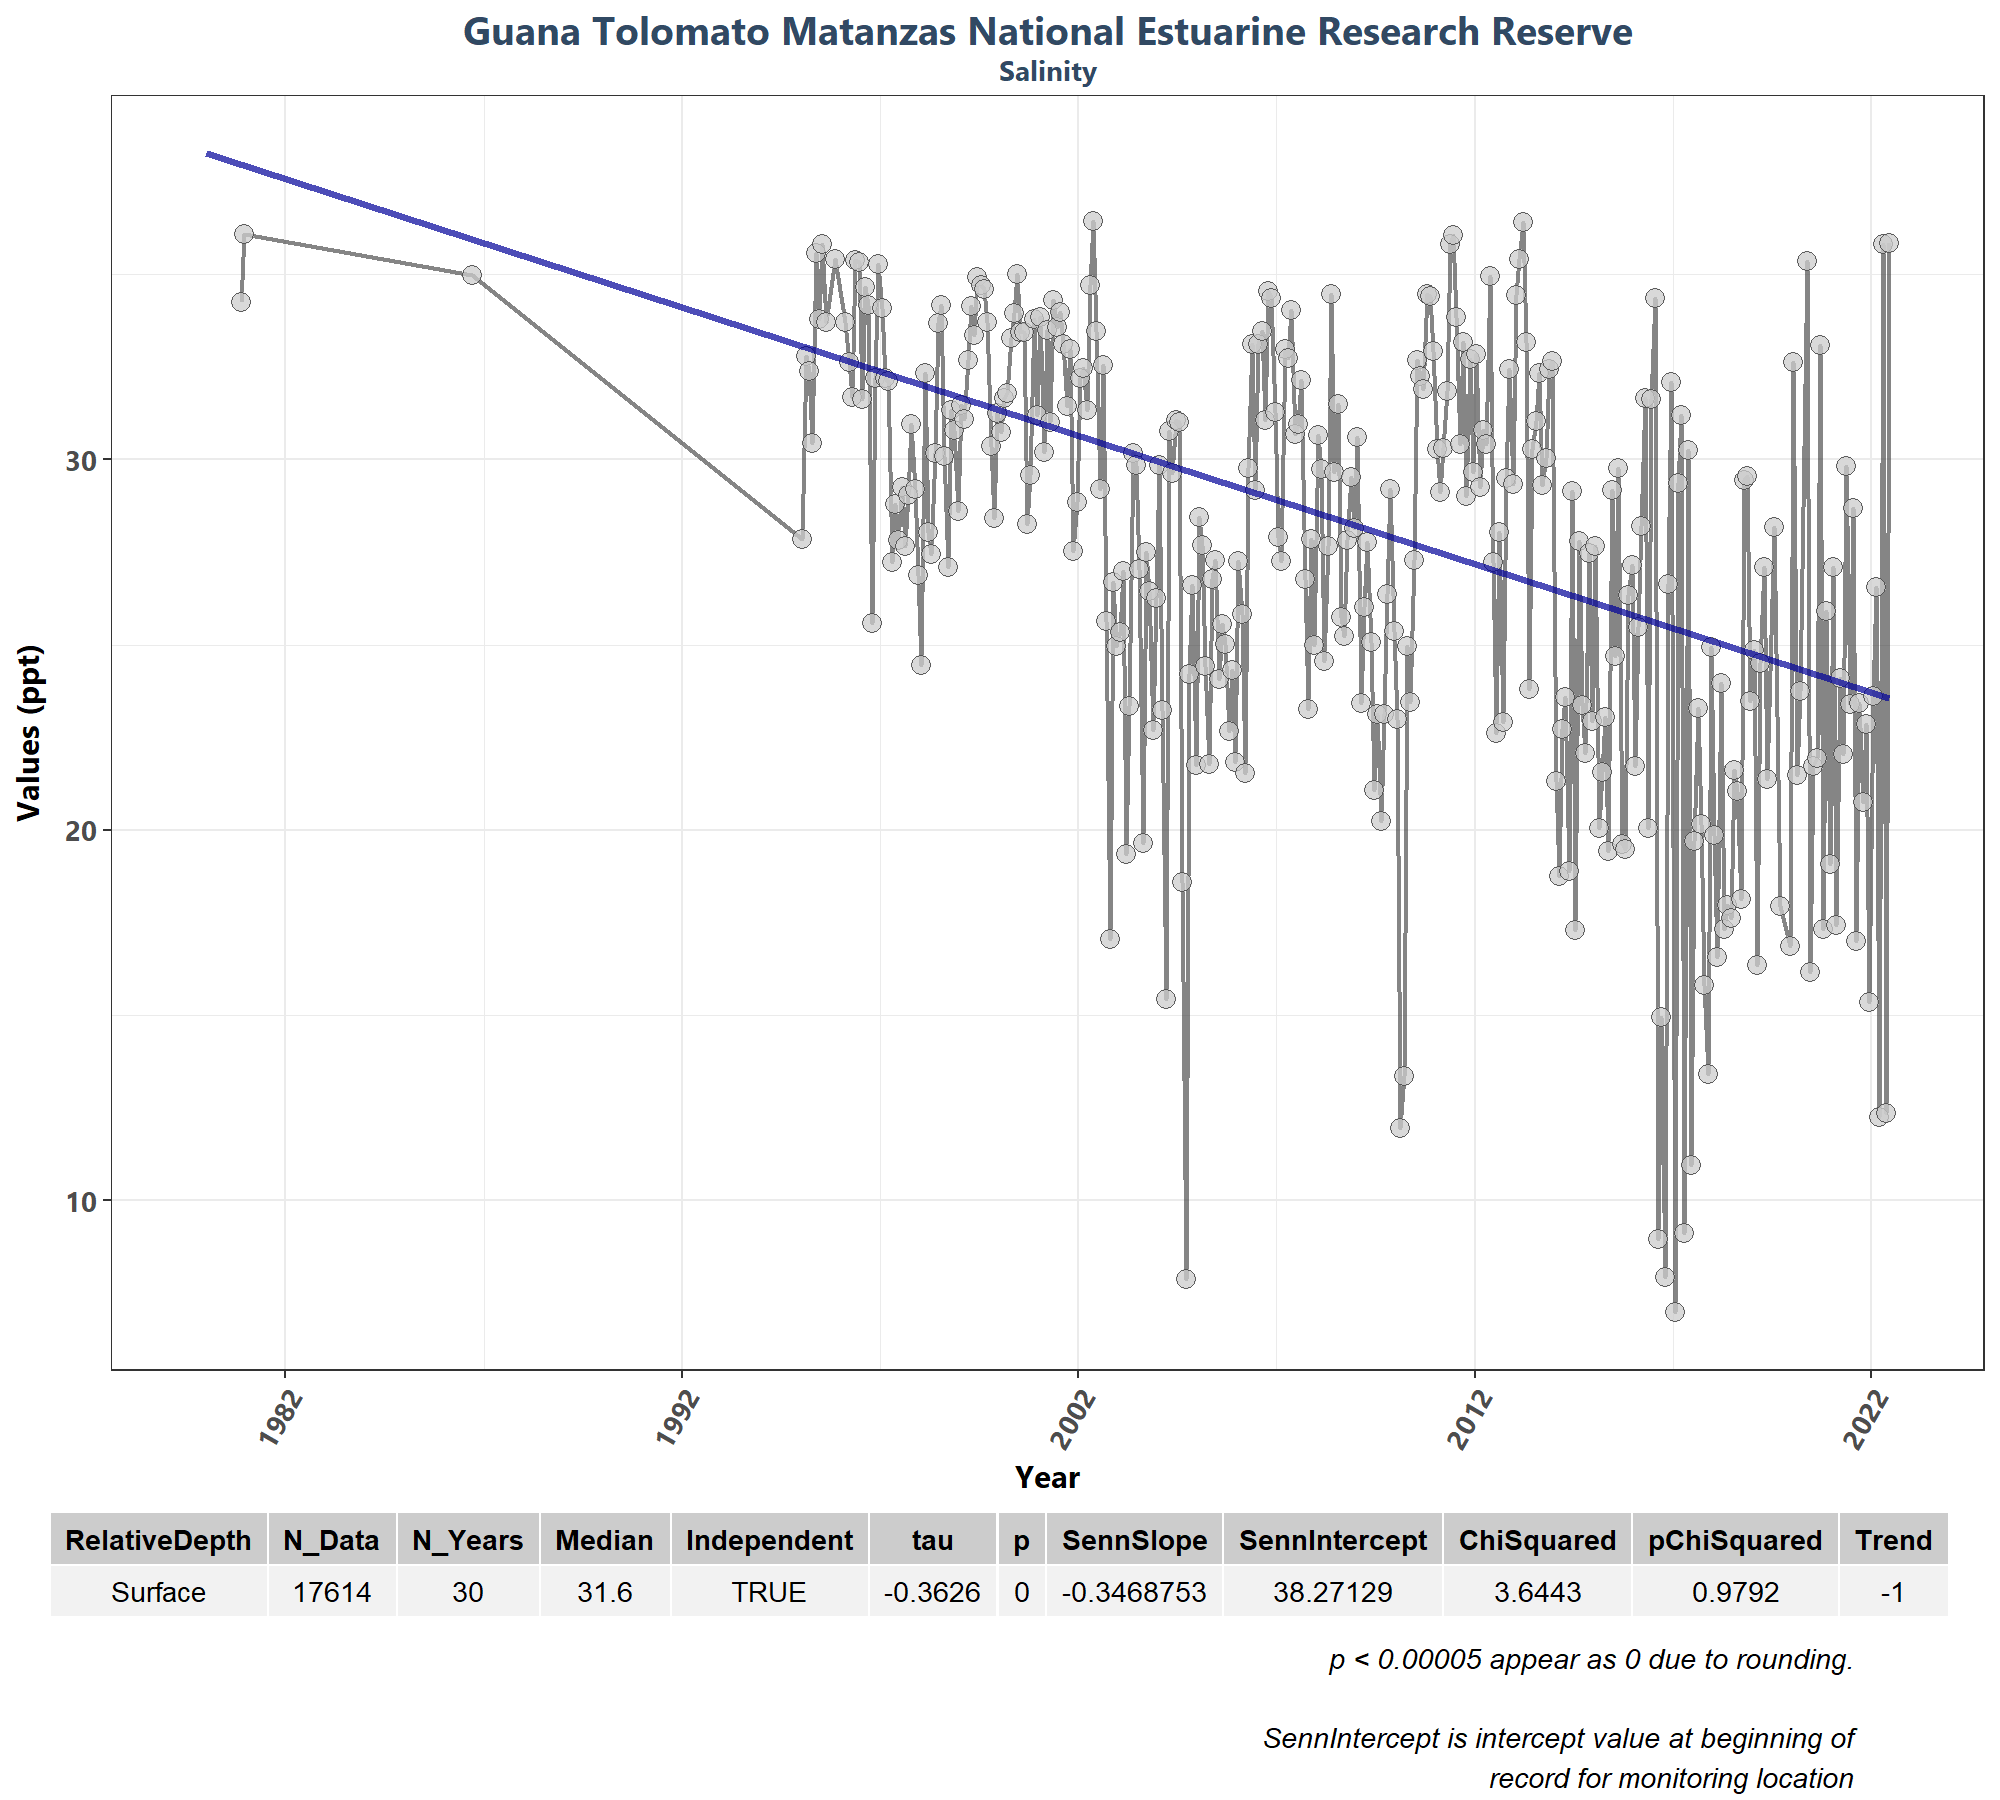 Guana Tolomato Matanzas National Estuarine Research Reserve
Salinity
Values (ppt)
30
20
10
1982
1992
2002
2012
2022
Year
RelativeDepth N_Data N_Years Median Independent tau p SennSlope SennIntercept ChiSquared pChiSquared Trend
Surface 17614 30 31.6 TRUE -0.3626 0 -0.3468753 38.27129 3.6443 0.9792 -1
p < 0.00005 appear as 0 due to rounding.
SennIntercept is intercept value at beginning of
record for monitoring location